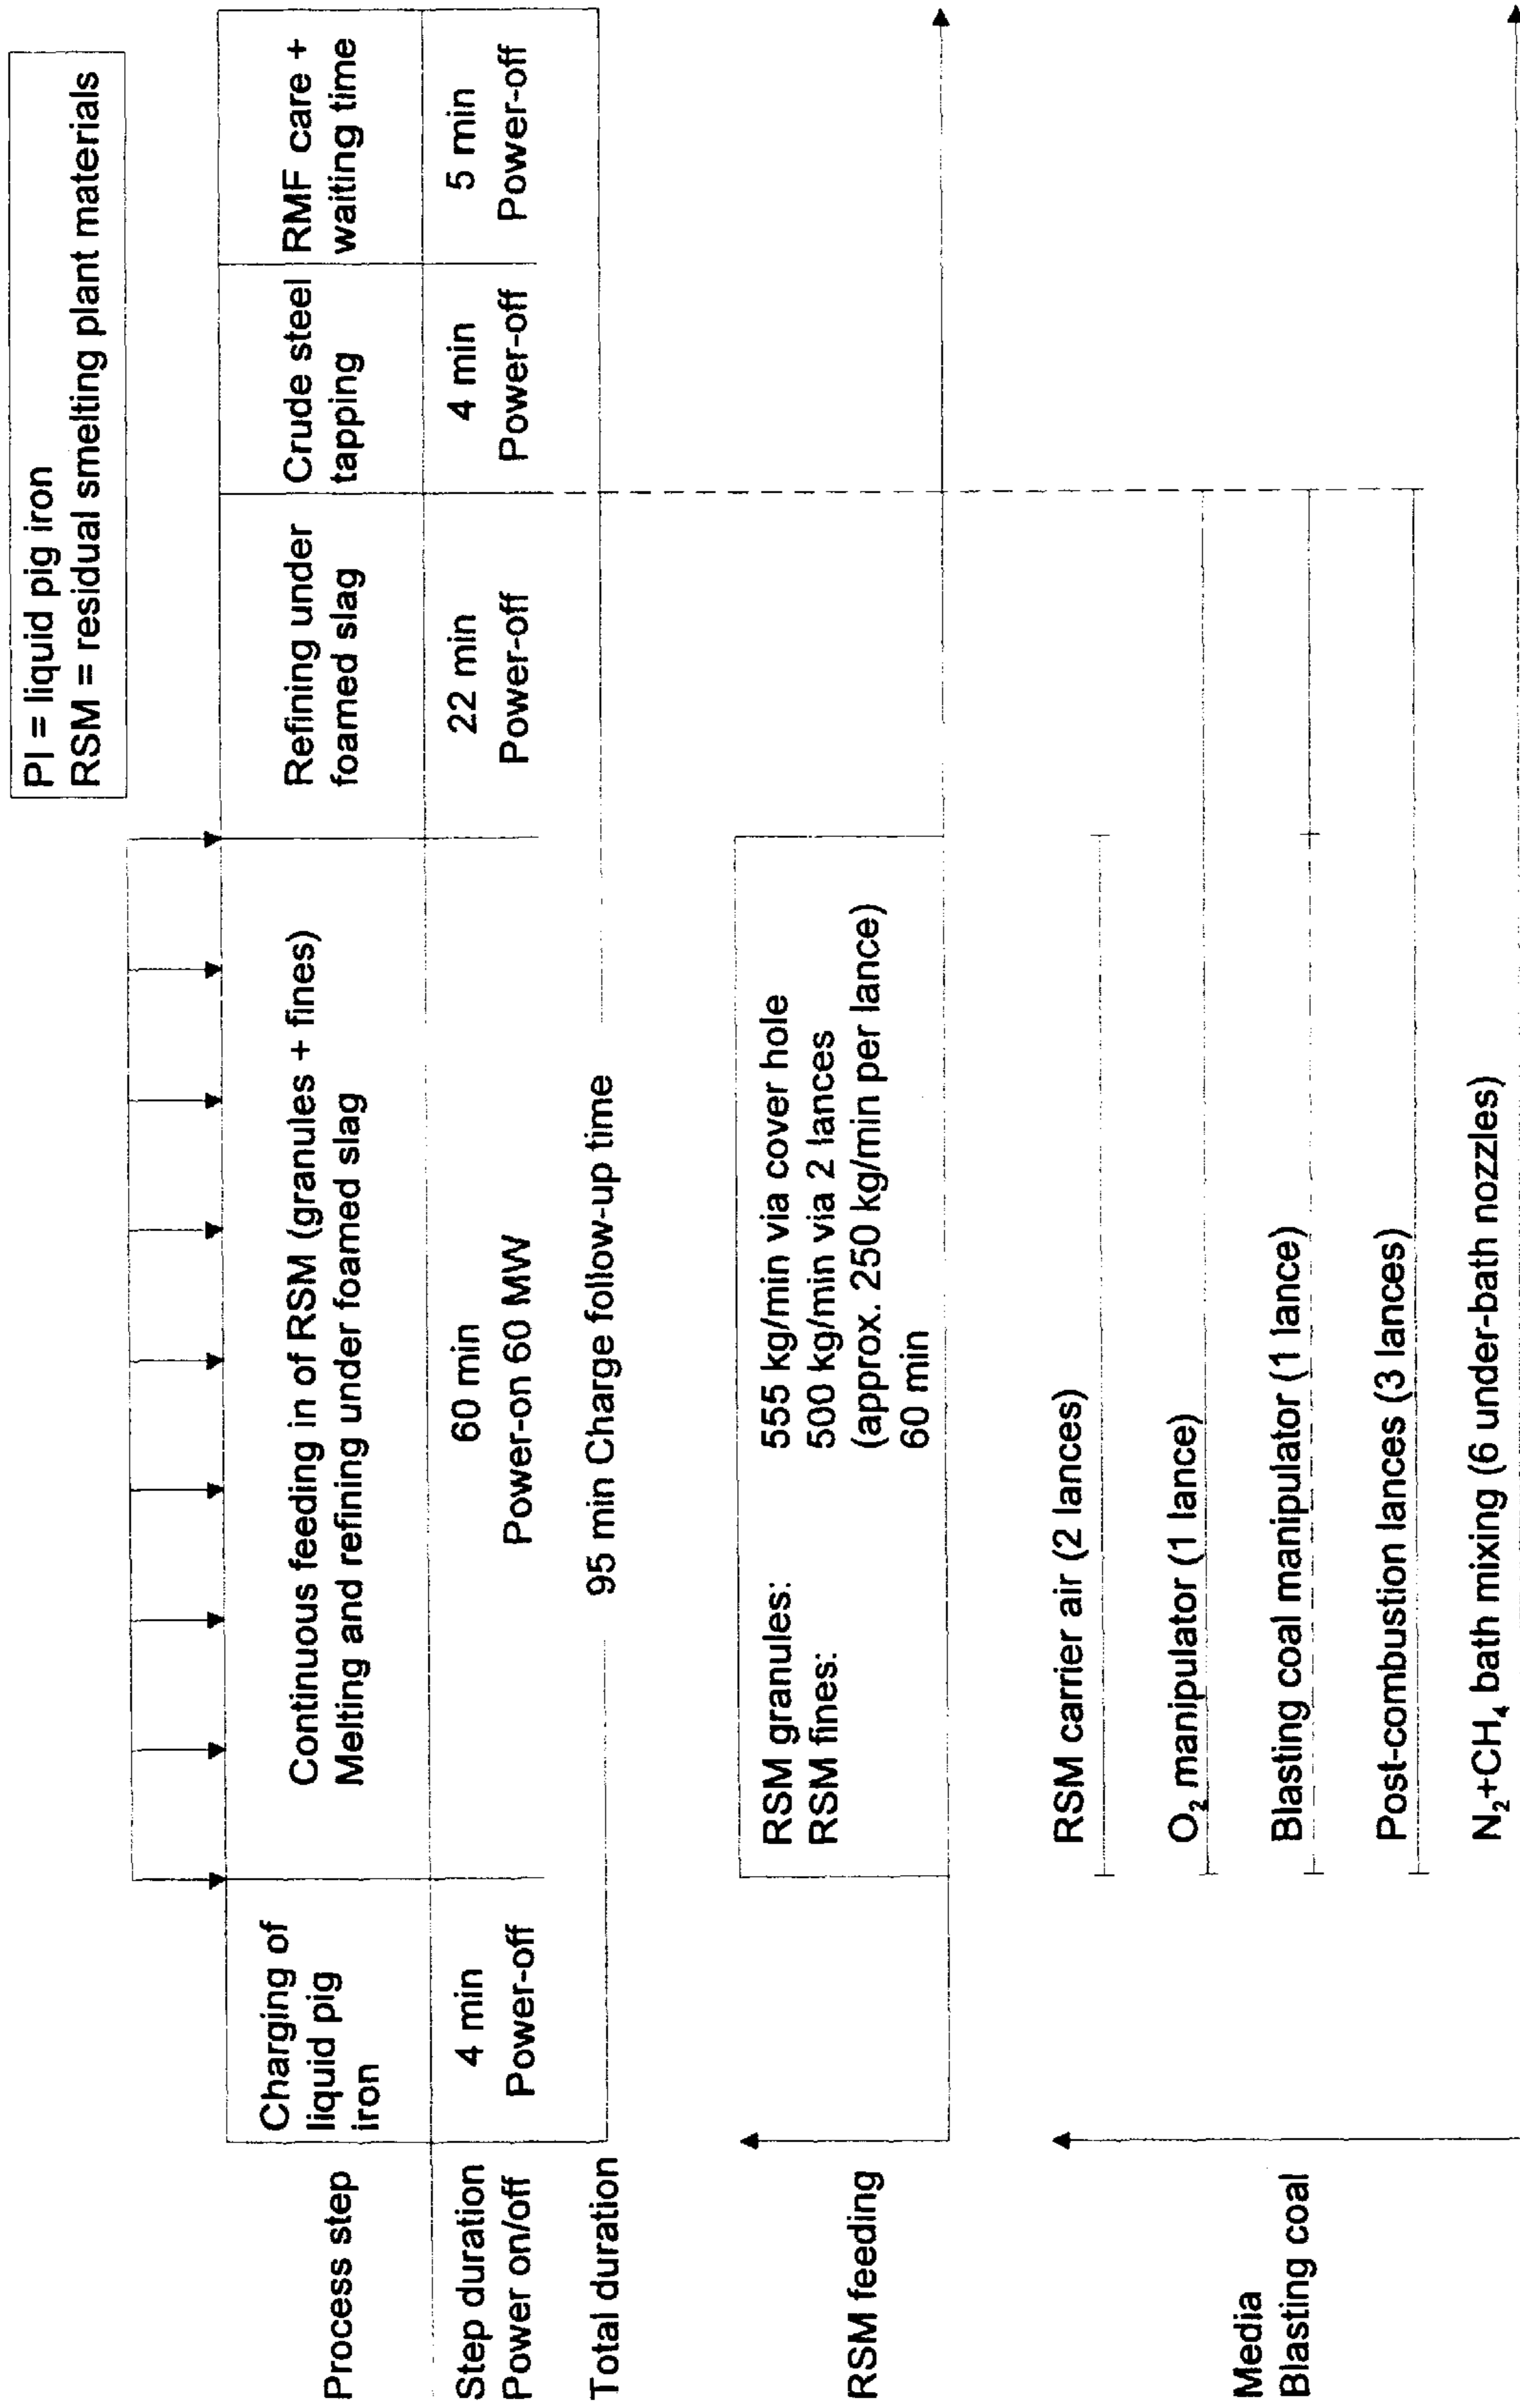 PI = liquid pig iron
RSM = residual smelting plant materials
Process step
Charging of
liquid pig
iron
Continuous feeding in of RSM (granules + fines)
Melting and refining under foamed slag
Refining under
foamed slag
Crude steel
tapping
RMF care +
waiting time
Step duration
Power on/off
4 min
Power-off
60 min
Power-on 60 MW
22 min
Power-off
4 min
Power-off
5 min
Power-off
Total duration
95 min Charge follow-up time
RSM feeding
RSM granules:
RSM fines:
555 kg/min via cover hole
500 kg/min via 2 lances
(approx. 250 kg/min per lance)
60 min
Media
Blasting coal
RSM carrier air (2 lances)
O₂ manipulator (1 lance)
Blasting coal manipulator (1 lance)
Post-combustion lances (3 lances)
N₂+CH₄ bath mixing (6 under-bath nozzles)